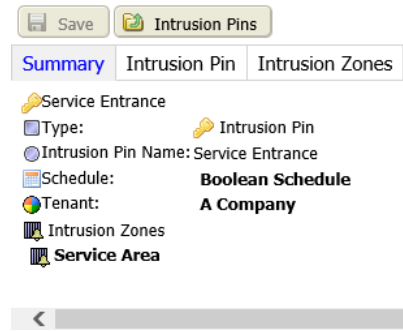 Save Intrusion Pins
Summary Intrusion Pin Intrusion Zones
Service Entrance
Type: Intrusion Pin
Intrusion Pin Name: Service Entrance
Schedule: Boolean Schedule
Tenant: A Company
Intrusion Zones
Service Area